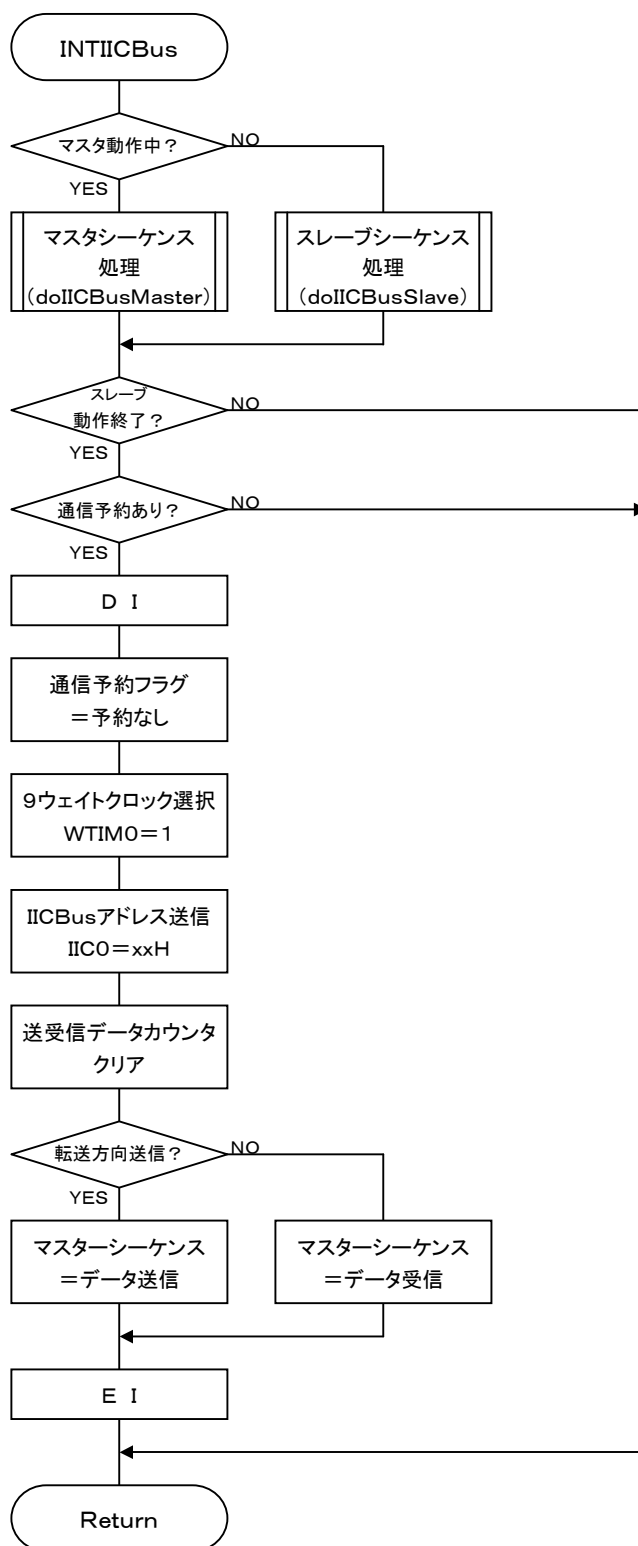 INTIICBus
マスタ動作中？
NO
YES
マスタシーケンス
処理
（doIICBusMaster）
スレーブシーケンス
処理
（doIICBusSlave）
スレーブ
動作終了？
NO
YES
通信予約あり？
NO
YES
Ｄ Ｉ
通信予約フラグ
＝予約なし
９ウェイトクロック選択
WTIM0＝1
IICBusアドレス送信
IIC0＝xxH
送受信データカウンタ
クリア
転送方向送信？
NO
YES
マスターシーケンス
＝データ送信
マスターシーケンス
＝データ受信
Ｅ Ｉ
Return